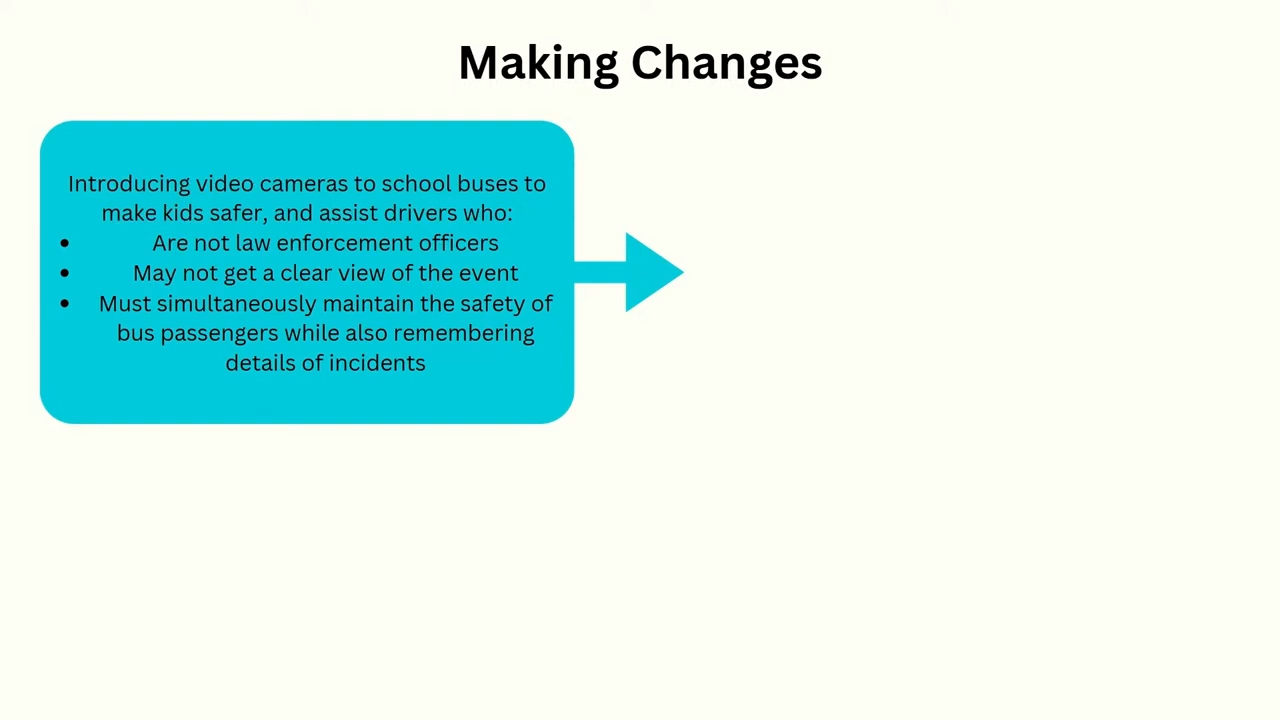 Making Changes
Introducing video cameras to school buses to
make kids safer, and assist drivers who:
• Are not law enforcement officers
• May not get a clear view of the event
• Must simultaneously maintain the safety of
bus passengers while also remembering
details of incidents